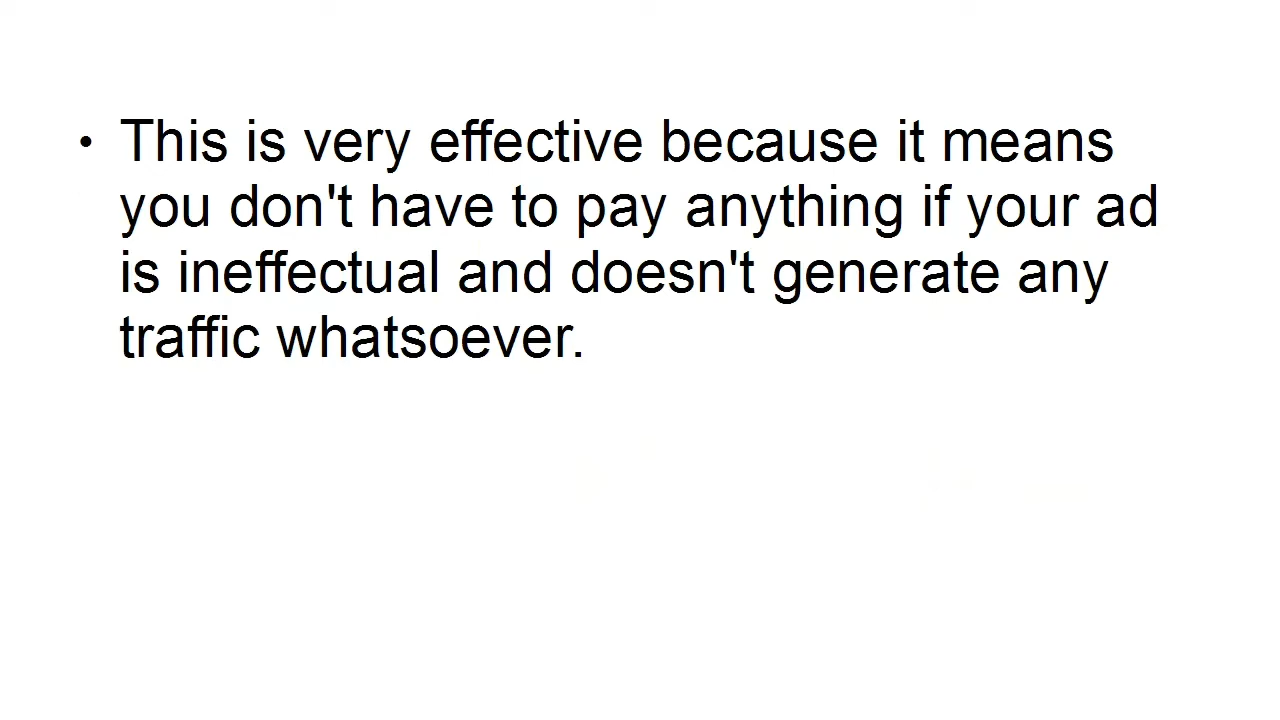 • This is very effective because it means
you don't have to pay anything if your ad
is ineffectual and doesn't generate any
traffic whatsoever.